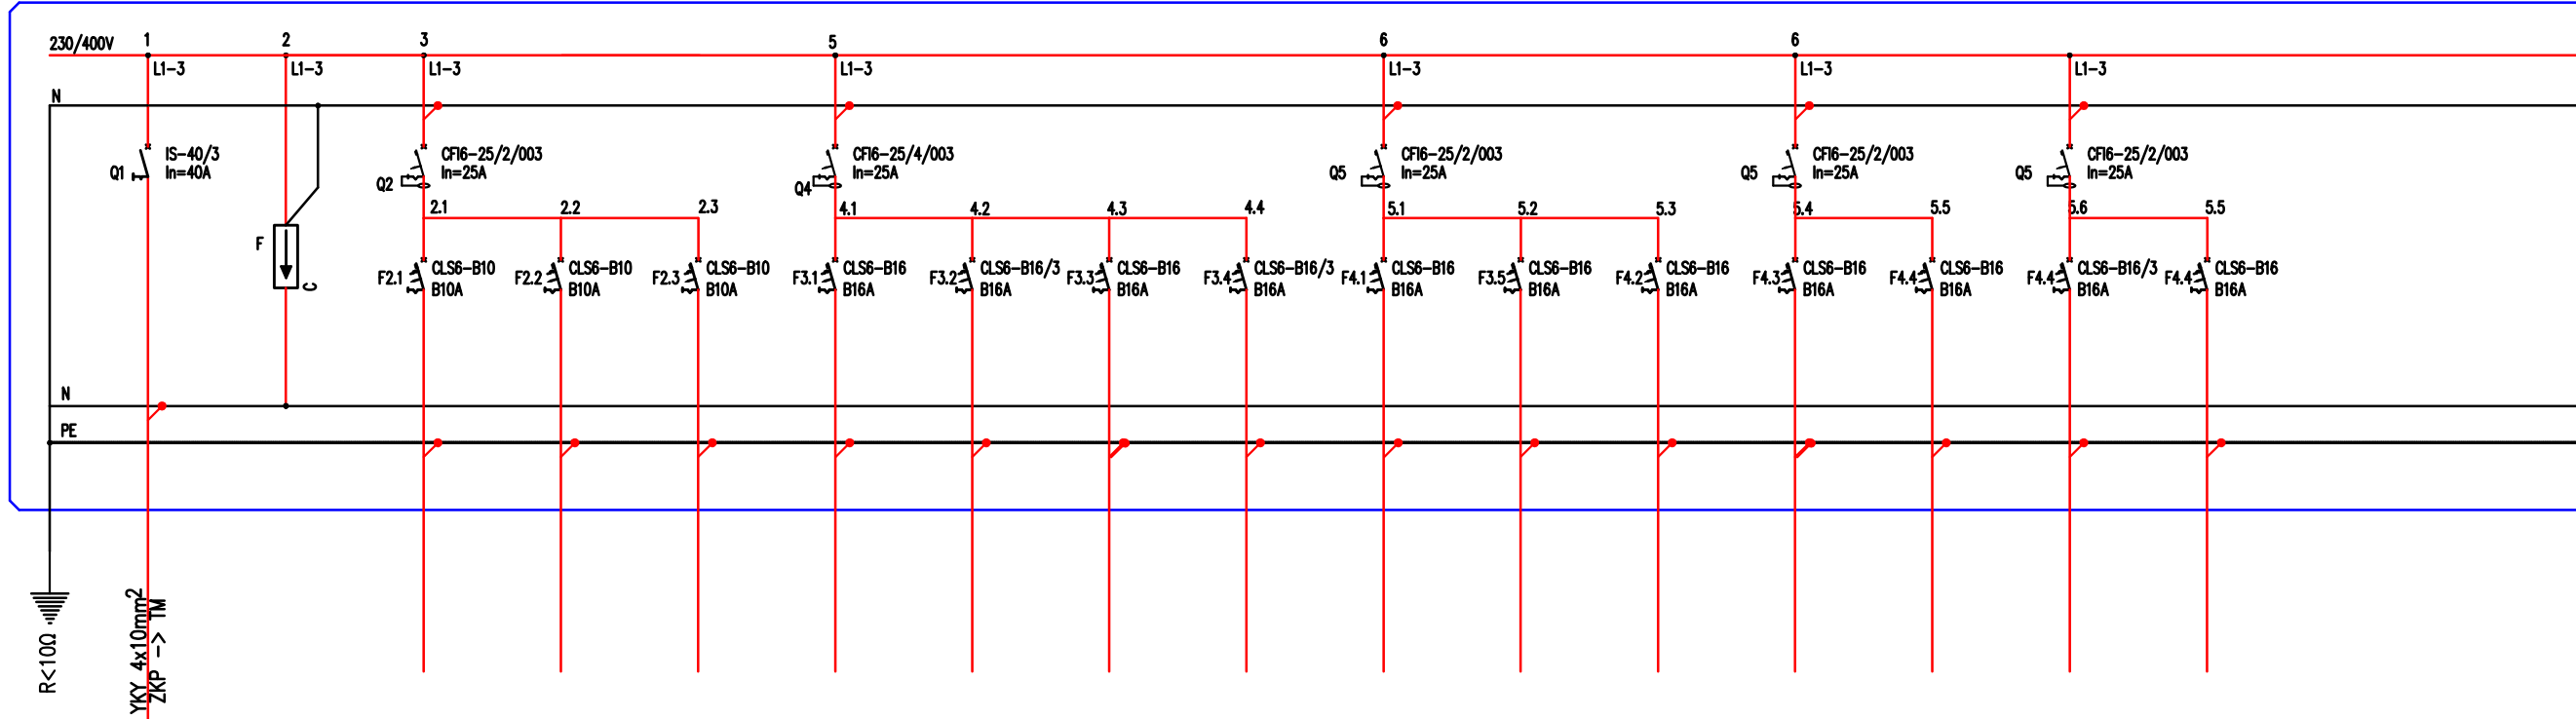 230/400V
1
2
3
5
6
6
L1-3
L1-3
L1-3
L1-3
L1-3
L1-3
L1-3
N
Q1
IS-40/3
In=40A
Q2
CFI6-25/2/003
In=25A
Q4
CFI6-25/4/003
In=25A
Q5
CFI6-25/2/003
In=25A
Q5
CFI6-25/2/003
In=25A
Q5
CFI6-25/2/003
In=25A
2.1
2.2
2.3
4.1
4.2
4.3
4.4
5.1
5.2
5.3
5.4
5.5
5.6
5.5
F
C
F2.1
CLS6-B10
B10A
F2.2
CLS6-B10
B10A
F2.3
CLS6-B10
B10A
F3.1
CLS6-B16
B16A
F3.2
CLS6-B16/3
B16A
F3.3
CLS6-B16
B16A
F3.4
CLS6-B16/3
B16A
F4.1
CLS6-B16
B16A
F3.5
CLS6-B16
B16A
F4.2
CLS6-B16
B16A
F4.3
CLS6-B16
B16A
F4.4
CLS6-B16
B16A
F4.4
CLS6-B16/3
B16A
F4.4
CLS6-B16
B16A
N
PE
R<10Ω
YKY 4x10mm2
ZKP -> TM